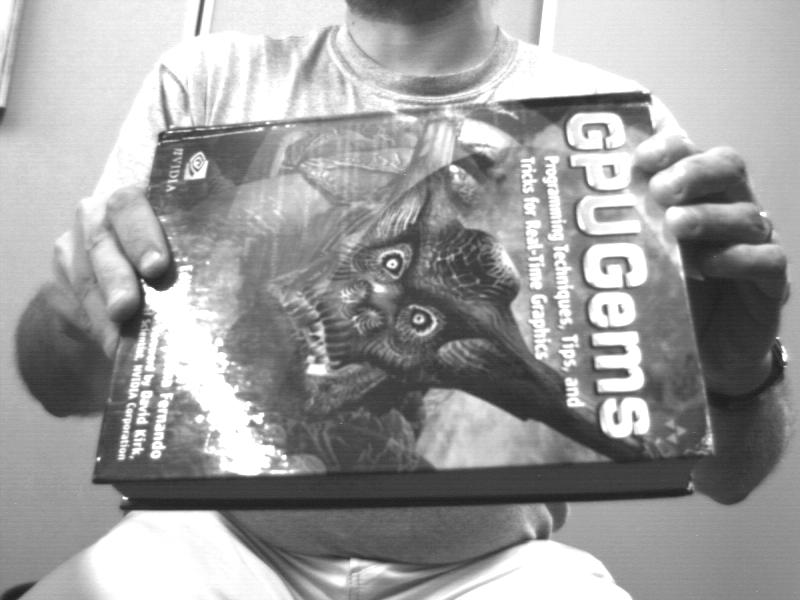 GPUGems
Programming Techniques, Tips, and
Tricks for Real-Time Graphics
Fernando
by David Kirk,
NVIDIA Corporation
NVIDIA